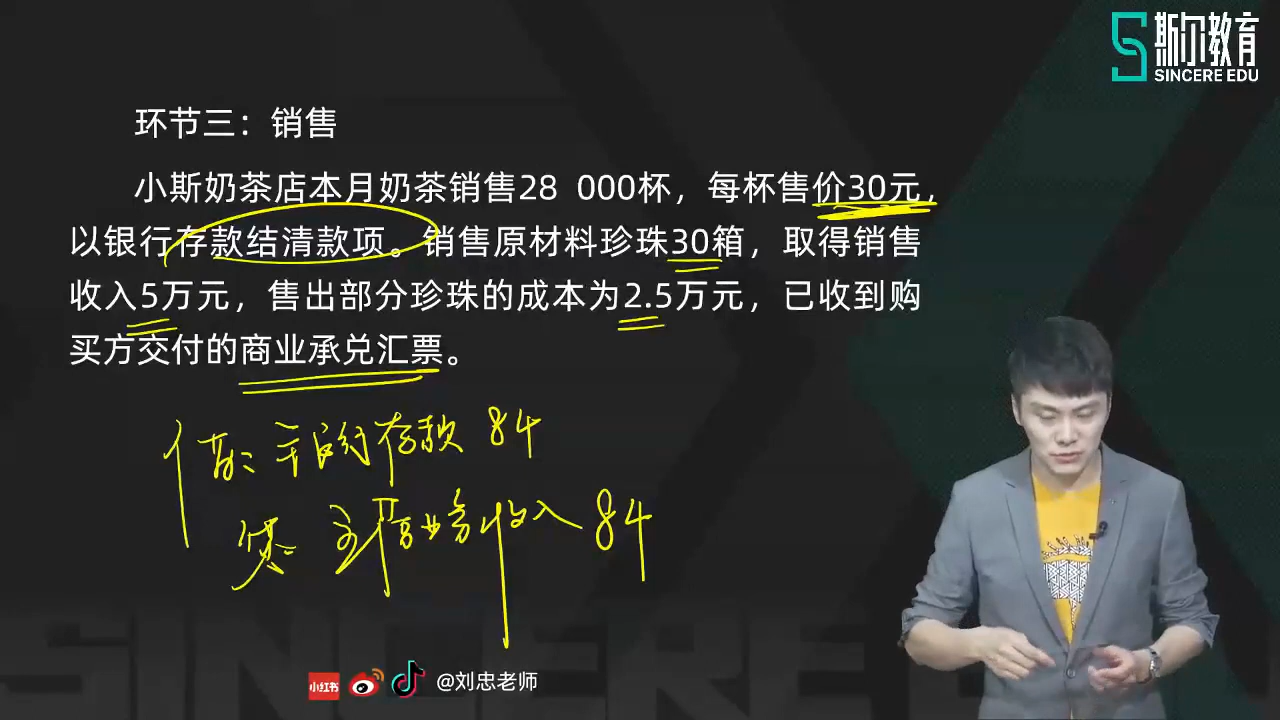 斯尔教育
SINCERE EDU
环节三：销售
小斯奶茶店本月奶茶销售28 000杯，每杯售价30元，
以银行存款结清款项。销售原材料珍珠30箱，取得销售
收入5万元，售出部分珍珠的成本为2.5万元，已收到购
买方交付的商业承兑汇票。
借：银行存款 84
贷：主营业务收入 84
小红书
@刘忠老师
SINCERE EDU